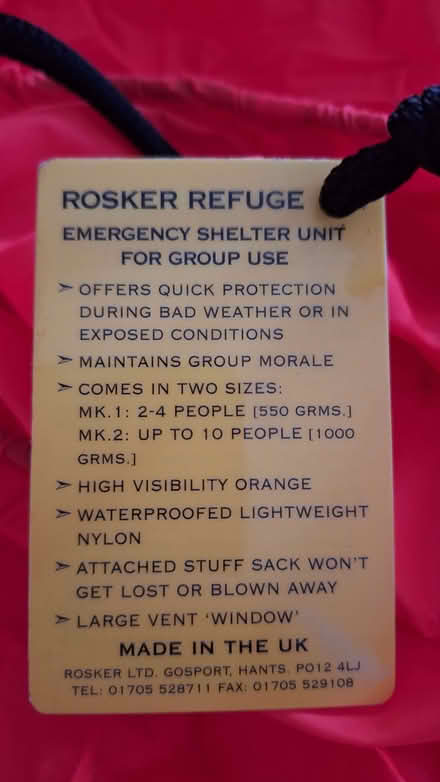 ROSKER REFUGE
EMERGENCY SHELTER UNIT
FOR GROUP USE
➤ OFFERS QUICK PROTECTION
DURING BAD WEATHER OR IN
EXPOSED CONDITIONS
➤ MAINTAINS GROUP MORALE
➤ COMES IN TWO SIZES:
MK.1: 2-4 PEOPLE [550 GRMS.]
MK.2: UP TO 10 PEOPLE [1000
GRMS.]
➤ HIGH VISIBILITY ORANGE
➤ WATERPROOFED LIGHTWEIGHT
NYLON
➤ ATTACHED STUFF SACK WON'T
GET LOST OR BLOWN AWAY
➤ LARGE VENT 'WINDOW'
MADE IN THE UK
ROSKER LTD. GOSPORT, HANTS. PO12 4LJ
TEL: 01705 528711 FAX: 01705 529108